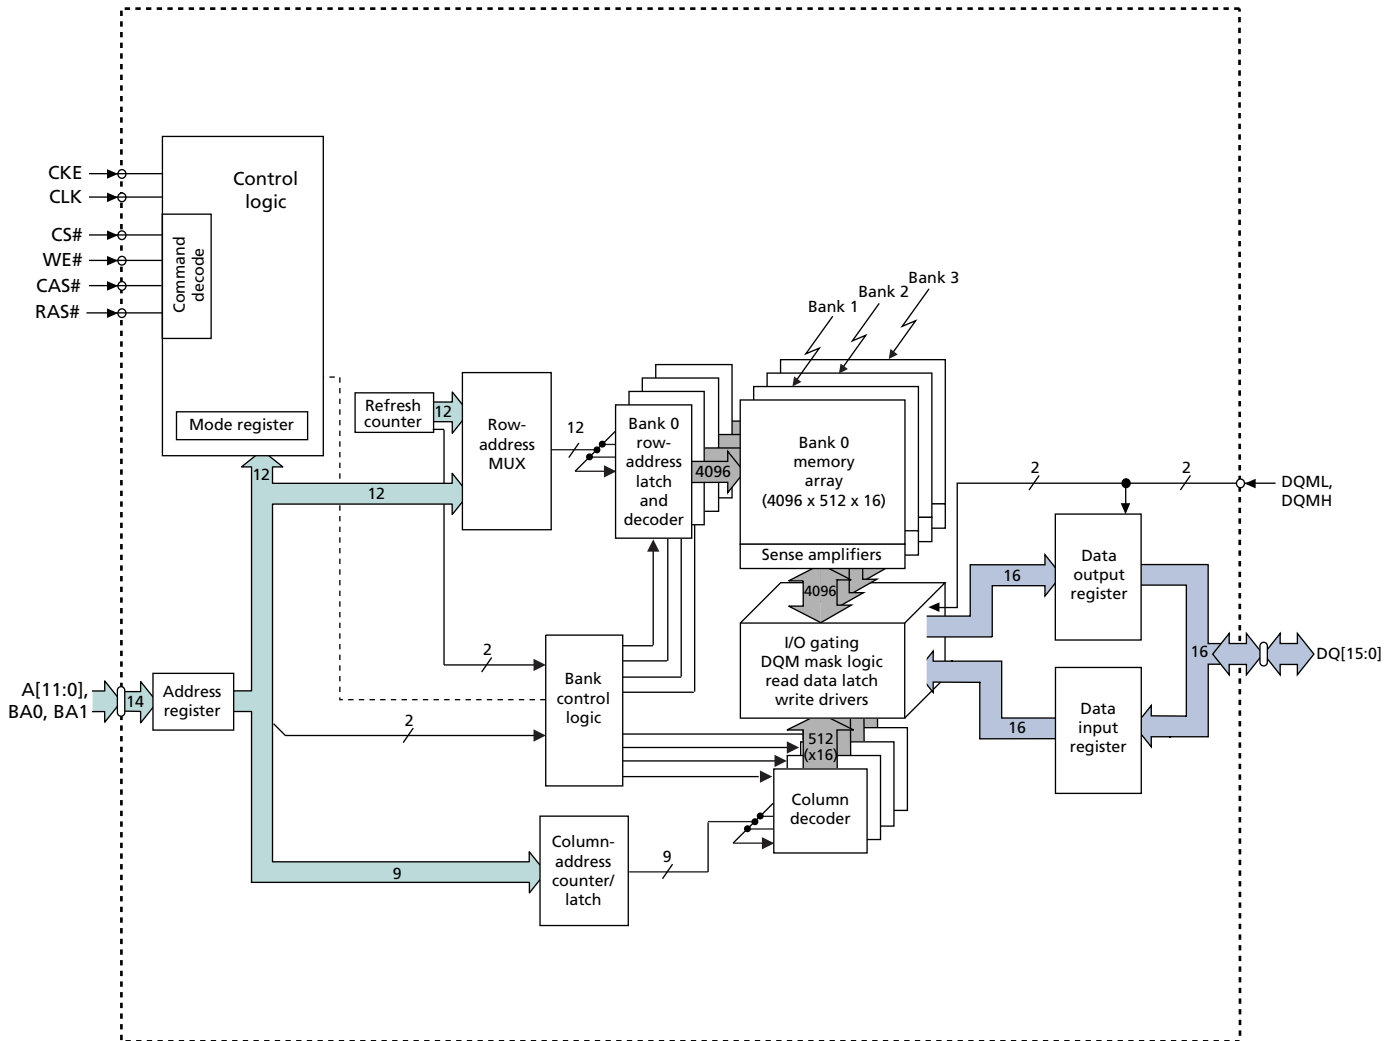 CKE
CLK
CS#
WE#
CAS#
RAS#
Control
logic
Command
decode
Mode register
Refresh
counter
12
12
12
Row-
address
MUX
12
Bank 0
row-
address
latch
and
decoder
4096
Bank 1
Bank 2
Bank 3
Bank 0
memory
array
(4096 x 512 x 16)
Sense amplifiers
4096
I/O gating
DQM mask logic
read data latch
write drivers
2
2
DQML,
DQMH
Data
output
register
16
16
DQ[15:0]
Data
input
register
16
A[11:0],
BA0, BA1
14
Address
register
2
2
Bank
control
logic
512
(x16)
Column
decoder
9
Column-
address
counter/
latch
9